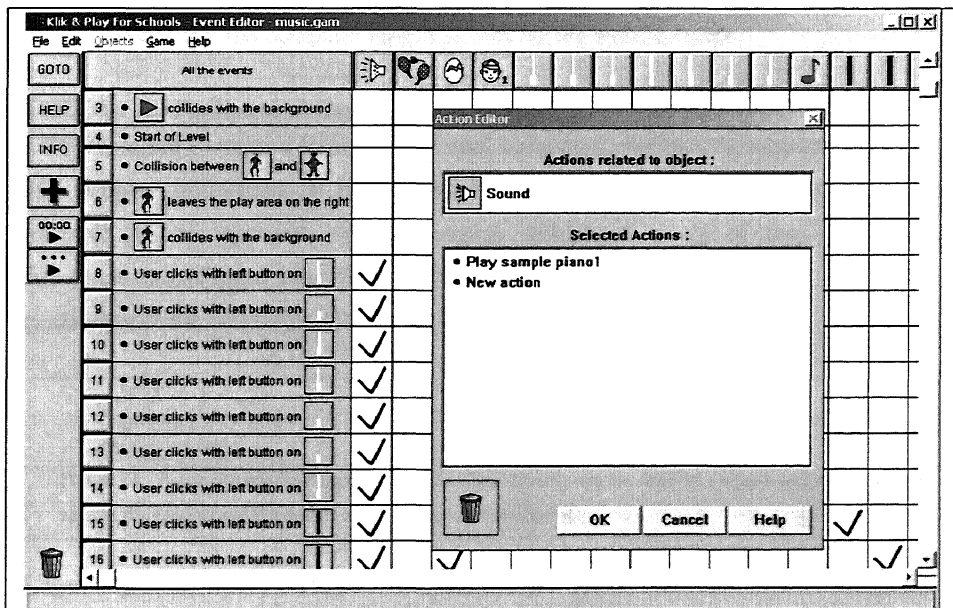 Klik & Play For Schools - Event Editor - music.gam
File Edit Objects Game Help
GOTO
All the events
1
HELP
3 • collides with the background
4 • Start of Level
INFO
5 • Collision between and
6 • leaves the play area on the right
00:00
7 • collides with the background
8 • User clicks with left button on
9 • User clicks with left button on
10 • User clicks with left button on
11 • User clicks with left button on
12 • User clicks with left button on
13 • User clicks with left button on
14 • User clicks with left button on
15 • User clicks with left button on
16 • User clicks with left button on
Action Editor
Actions related to object :
Sound
Selected Actions :
• Play sample piano1
• New action
OK Cancel Help